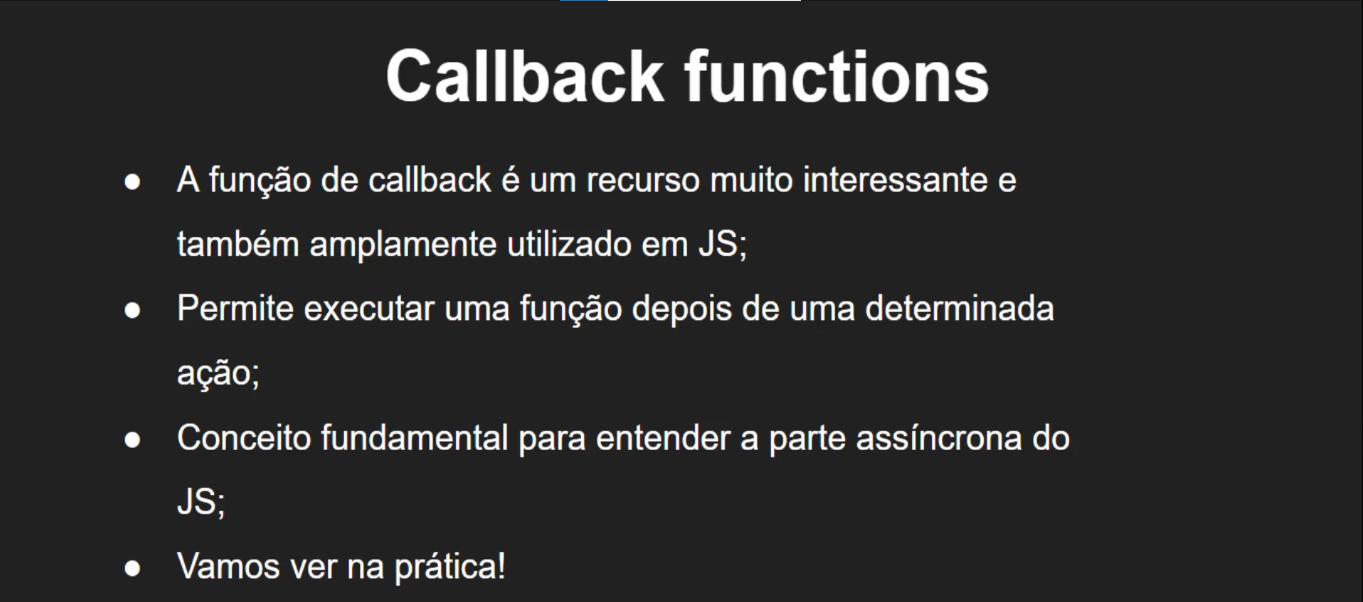 Callback functions
● A função de callback é um recurso muito interessante e
também amplamente utilizado em JS;
● Permite executar uma função depois de uma determinada
ação;
● Conceito fundamental para entender a parte assíncrona do
JS;
● Vamos ver na prática!